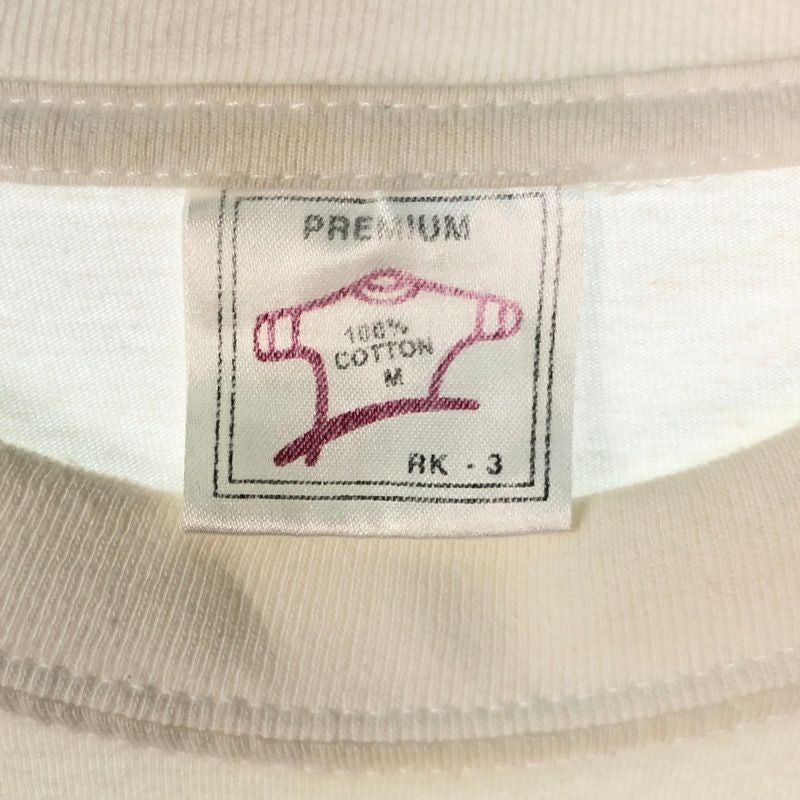 PREMIUM
100%
COTTON
M
RK - 3